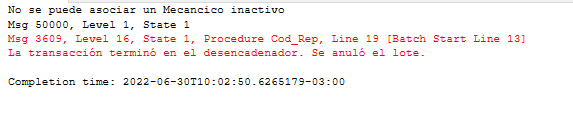 No se puede asociar un Mecancico inactivo
Msg 50000, Level 1, State 1
Msg 3609, Level 16, State 1, Procedure Cod_Rep, Line 19 [Batch Start Line 13]
La transacción terminó en el desencadenador. Se anuló el lote.
Completion time: 2022-06-30T10:02:50.6265179-03:00